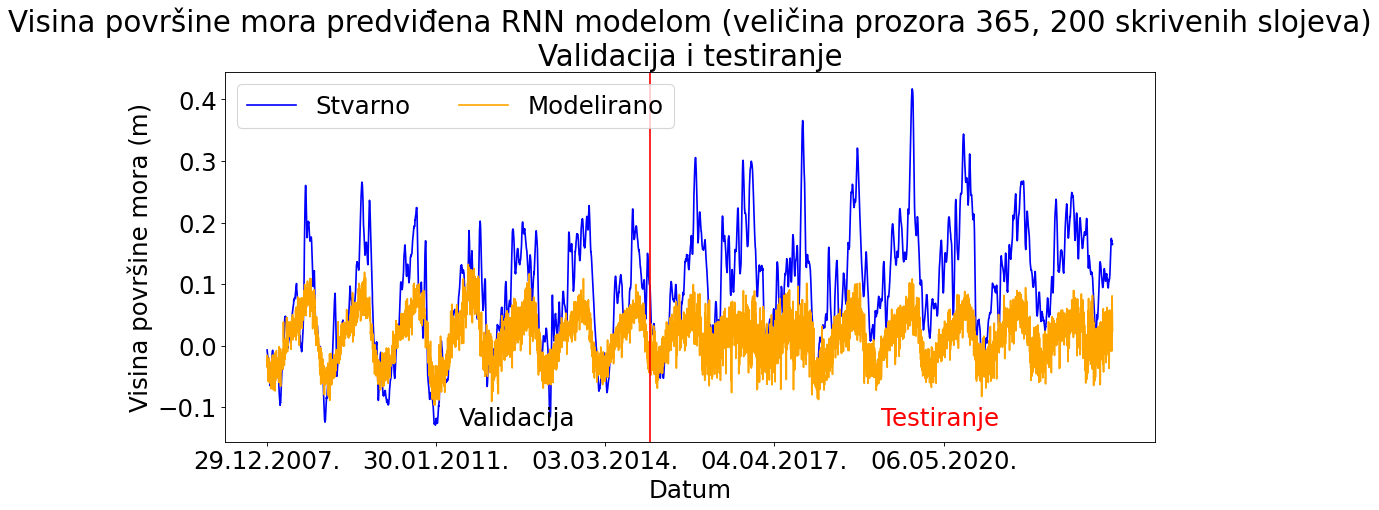 Visina površine mora predviđena RNN modelom (veličina prozora 365, 200 skrivenih slojeva)
Validacija i testiranje
Stvarno Modelirano
Visina površine mora (m)
0.4
0.3
0.2
0.1
0.0
−0.1
Validacija Testiranje
29.12.2007. 30.01.2011. 03.03.2014. 04.04.2017. 06.05.2020.
Datum